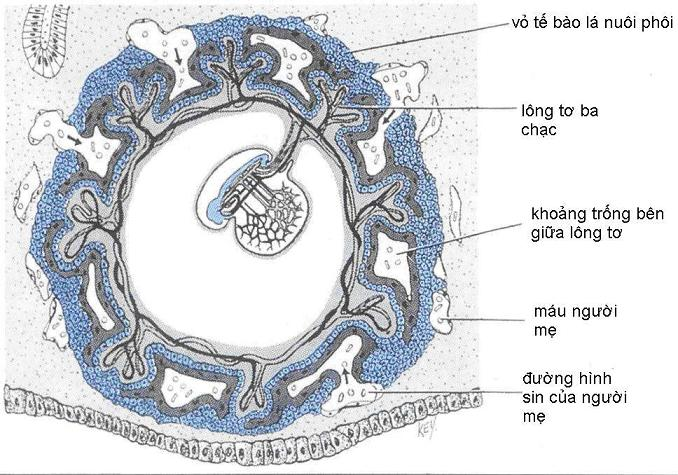 vỏ tế bào lá nuôi phôi
lông tơ ba
chạc
khoảng trống bên
giữa lông tơ
máu người
mẹ
đường hình
sin của người
mẹ
KEV